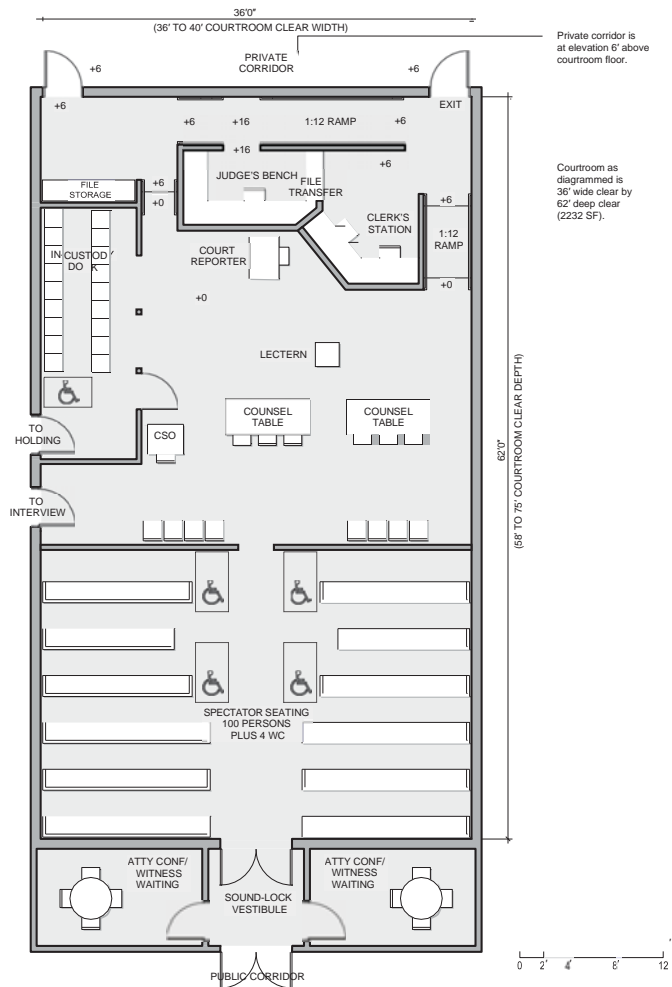 36'0"
(36' TO 40' COURTROOM CLEAR WIDTH)
Private corridor is
at elevation 6' above
courtroom floor.
PRIVATE
CORRIDOR
+6
+6
+6
EXIT
+6
+16
1:12 RAMP
+6
+16
+6
Courtroom as
diagrammed is
36' wide clear by
62' deep clear
(2232 SF).
JUDGE'S BENCH
FILE
TRANSFER
FILE
STORAGE
+6
+0
+6
CLERK'S
STATION
1:12
RAMP
+0
IN-CUSTODY
DOCK
COURT
REPORTER
+0
LECTERN
62'0"
(58' TO 75' COURTROOM CLEAR DEPTH)
COUNSEL
TABLE
COUNSEL
TABLE
CSO
TO
HOLDING
TO
INTERVIEW
SPECTATOR SEATING
100 PERSONS
PLUS 4 WC
ATTY CONF/
WITNESS
WAITING
ATTY CONF/
WITNESS
WAITING
SOUND-LOCK
VESTIBULE
PUBLIC CORRIDOR
0 2' 4' 8' 12